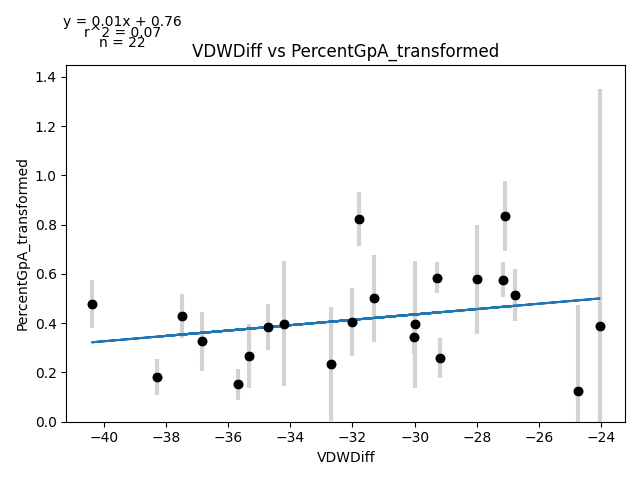 y = 0.01x + 0.76
r^2 = 0.07
n = 22
VDWDiff vs PercentGpA_transformed
PercentGpA_transformed
1.4
1.2
1.0
0.8
0.6
0.4
0.2
0.0
−40
−38
−36
−34
−32
−30
−28
−26
−24
VDWDiff